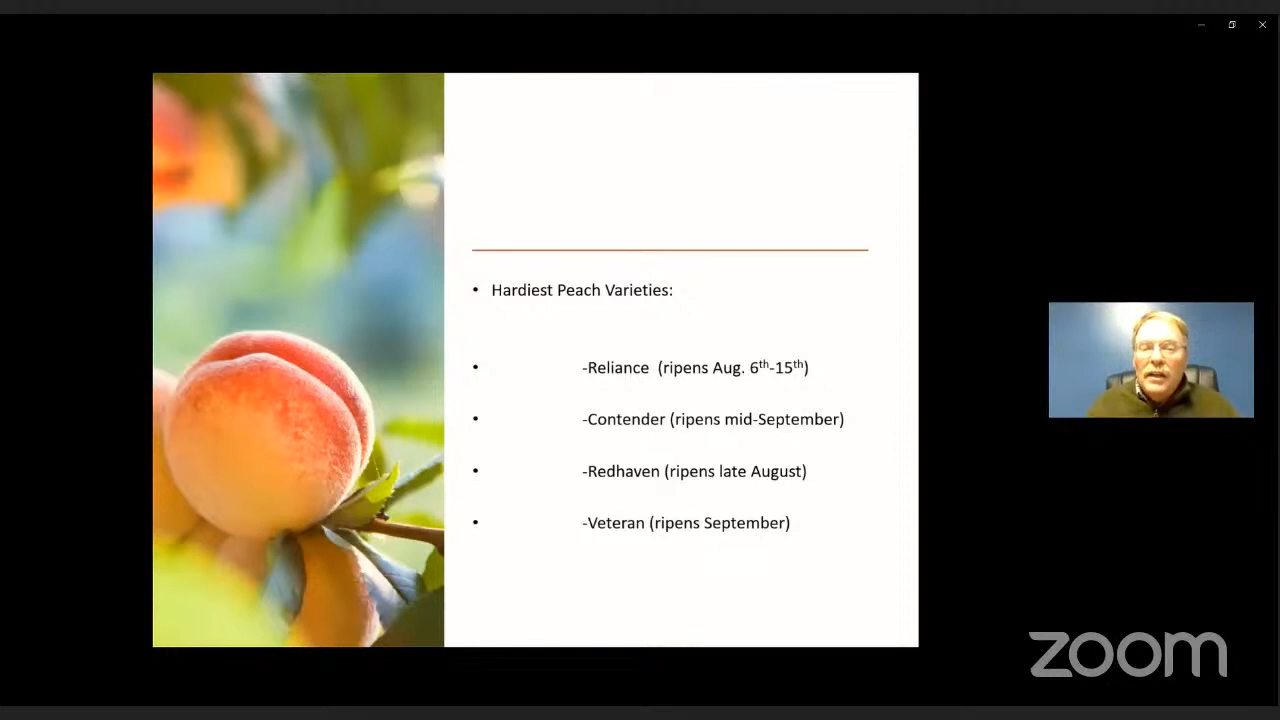 • Hardiest Peach Varieties:
• -Reliance (ripens Aug. 6th-15th)
• -Contender (ripens mid-September)
• -Redhaven (ripens late August)
• -Veteran (ripens September)
zoom